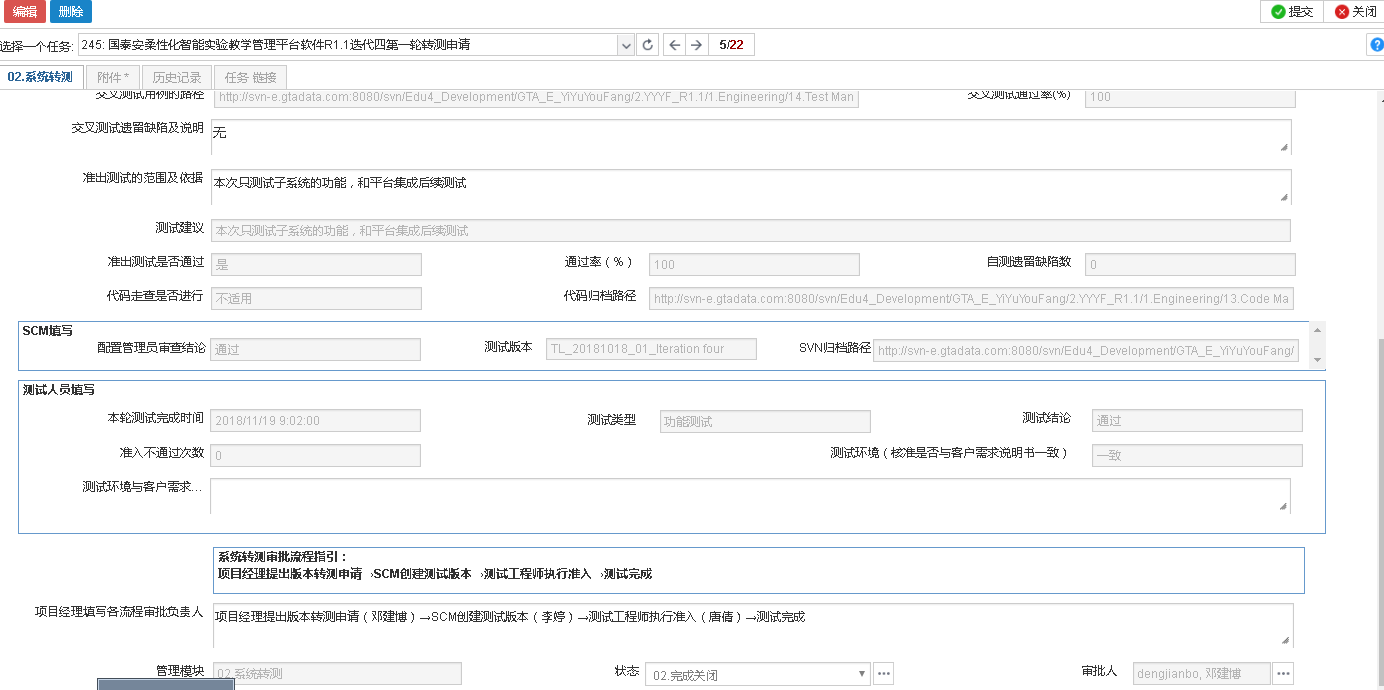 编辑 删除 提交 关闭
选择一个任务: 245: 国泰安柔性化智能实验教学管理平台软件R1.1迭代四第一轮转测申请 5/22 ?
02.系统转测 附件* 历史记录 任务 链接
交叉测试用例的路径 http://svn-e.gtadata.com:8080/svn/Edu4_Development/GTA_E_YiYuYouFang/2.YYYF_R1.1/1.Engineering/14.Test Man 交叉测试通过率(%) 100
交叉测试遗留缺陷及说明 无
准出测试的范围及依据 本次只测试子系统的功能，和平台集成后续测试
测试建议 本次只测试子系统的功能，和平台集成后续测试
准出测试是否通过 是 通过率（%） 100 自测遗留缺陷数 0
代码走查是否进行 不适用 代码归档路径 http://svn-e.gtadata.com:8080/svn/Edu4_Development/GTA_E_YiYuYouFang/2.YYYF_R1.1/1.Engineering/13.Code Ma
SCM填写
配置管理员审查结论 通过 测试版本 TL_20181018_01_Iteration four SVN归档路径 http://svn-e.gtadata.com:8080/svn/Edu4_Development/GTA_E_YiYuYouFang/
测试人员填写
本轮测试完成时间 2018/11/19 9:02:00 测试类型 功能测试 测试结论 通过
准入不通过次数 0 测试环境（核准是否与客户需求说明书一致） 一致
测试环境与客户需求...
系统转测审批流程指引：
项目经理提出版本转测申请 →SCM创建测试版本 →测试工程师执行准入 →测试完成
项目经理填写各流程审批负责人 项目经理提出版本转测申请（邓建博）→SCM创建测试版本（李婷）→测试工程师执行准入（唐倩）→测试完成
管理模块 02.系统转测 状态 02.完成关闭 ... 审批人 dengjianbo, 邓建博 ...